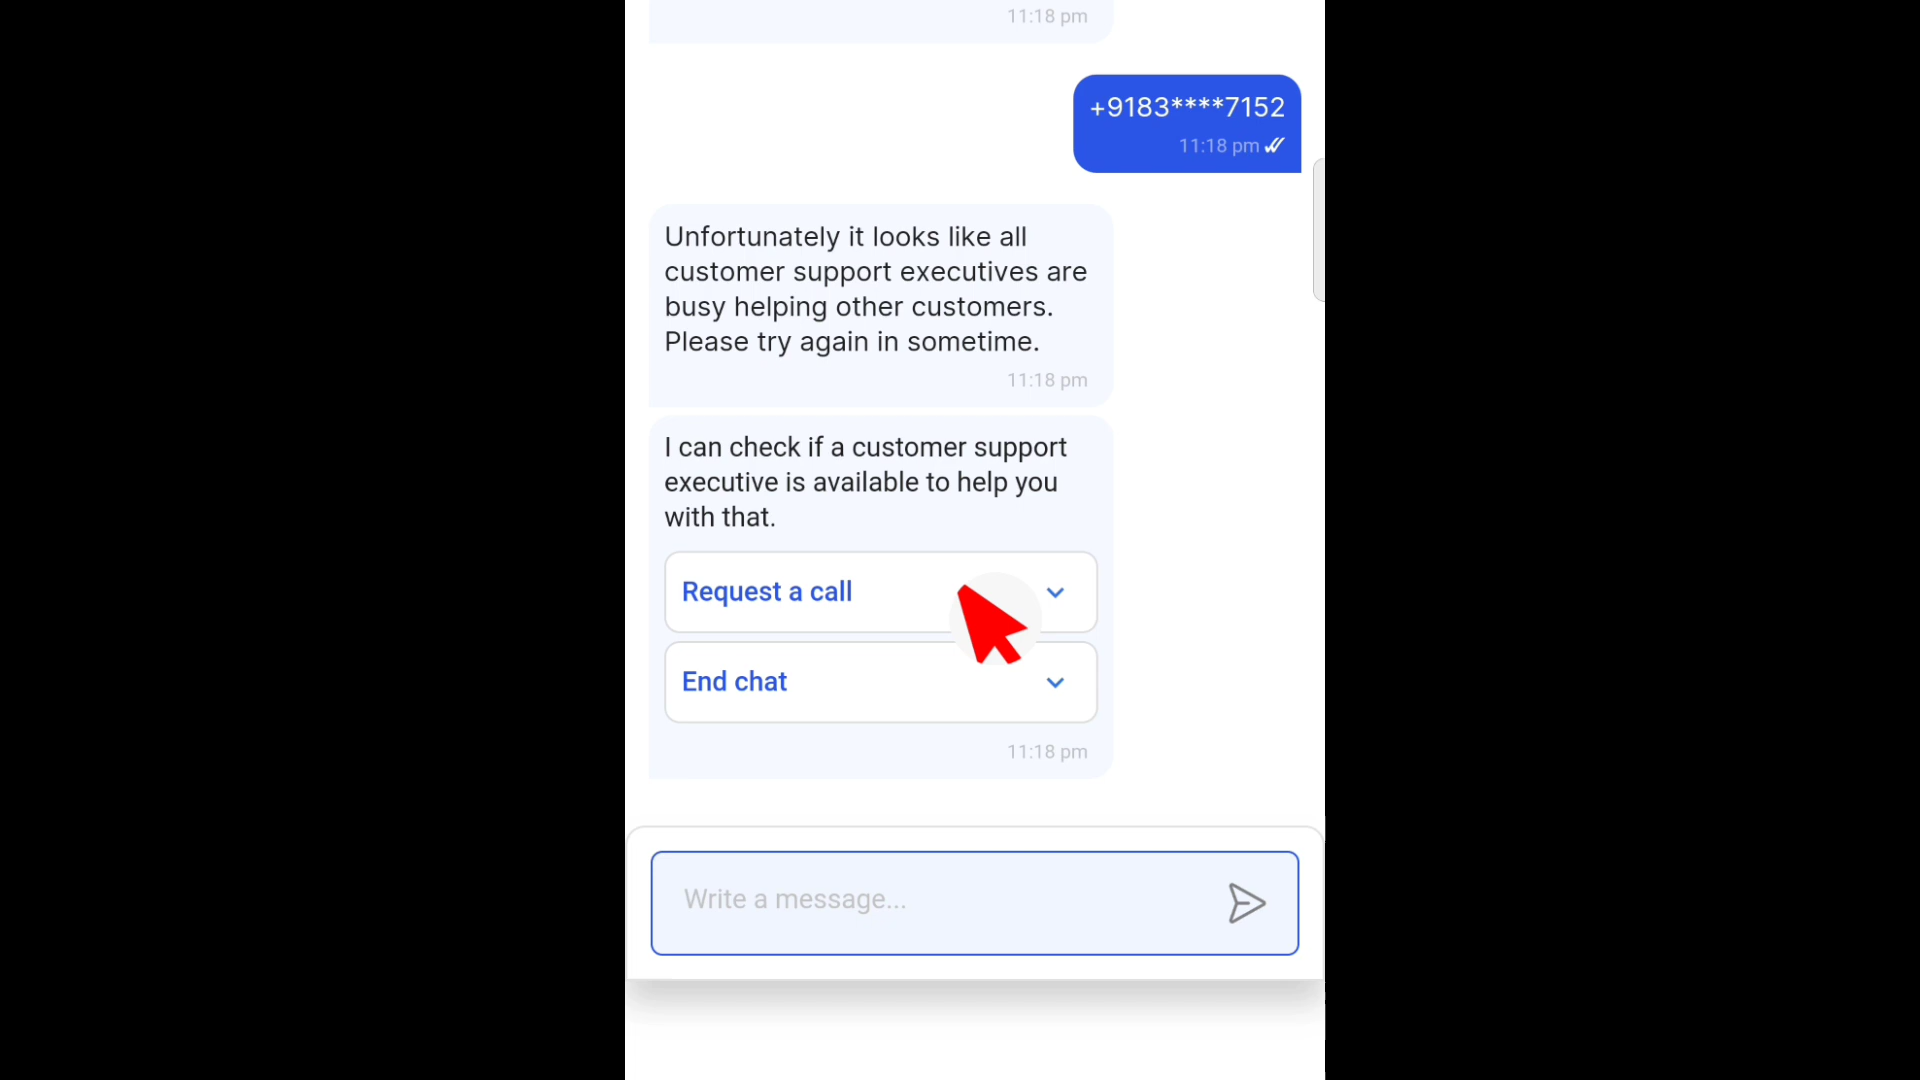 11:18 pm
+9183****7152
11:18 pm
Unfortunately it looks like all
customer support executives are
busy helping other customers.
Please try again in sometime.
11:18 pm
I can check if a customer support
executive is available to help you
with that.
Request a call
End chat
11:18 pm
Write a message...